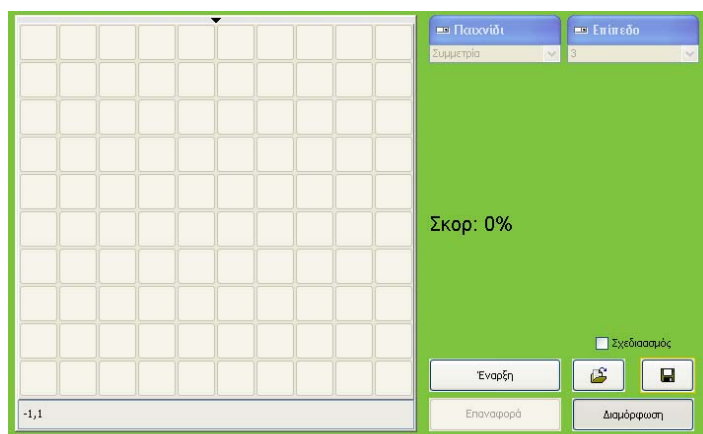 Παιχνίδι
Επίπεδο
Συμμετρία
3
Σκορ: 0%
Σχεδιασμός
Έναρξη
-1,1
Επαναφορά
Διαμόρφωση